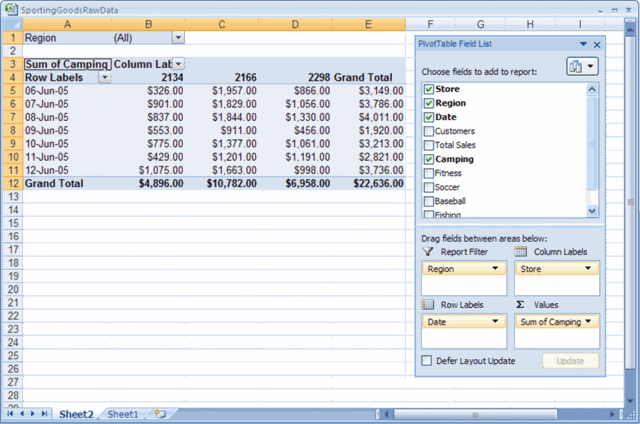 SportingGoodsRawData
A B C D E F G H I
1 Region (All)
2
3 Sum of Camping Column Lab
4 Row Labels 2134 2166 2298 Grand Total
5 06-Jun-05 $326.00 $1,957.00 $866.00 $3,149.00
6 07-Jun-05 $901.00 $1,829.00 $1,056.00 $3,786.00
7 08-Jun-05 $837.00 $1,844.00 $1,330.00 $4,011.00
8 09-Jun-05 $553.00 $911.00 $456.00 $1,920.00
9 10-Jun-05 $775.00 $1,377.00 $1,061.00 $3,213.00
10 11-Jun-05 $429.00 $1,201.00 $1,191.00 $2,821.00
11 12-Jun-05 $1,075.00 $1,663.00 $998.00 $3,736.00
12 Grand Total $4,896.00 $10,782.00 $6,958.00 $22,636.00
13
14
15
16
17
18
19
20
21
22
23
24
25
26
27
28
PivotTable Field List
Choose fields to add to report:
Store
Region
Date
Customers
Total Sales
Camping
Fitness
Soccer
Baseball
Fishing
Drag fields between areas below:
Report Filter Column Labels
Region Store
Row Labels Σ Values
Date Sum of Camping
Defer Layout Update Update
Sheet2 Sheet1